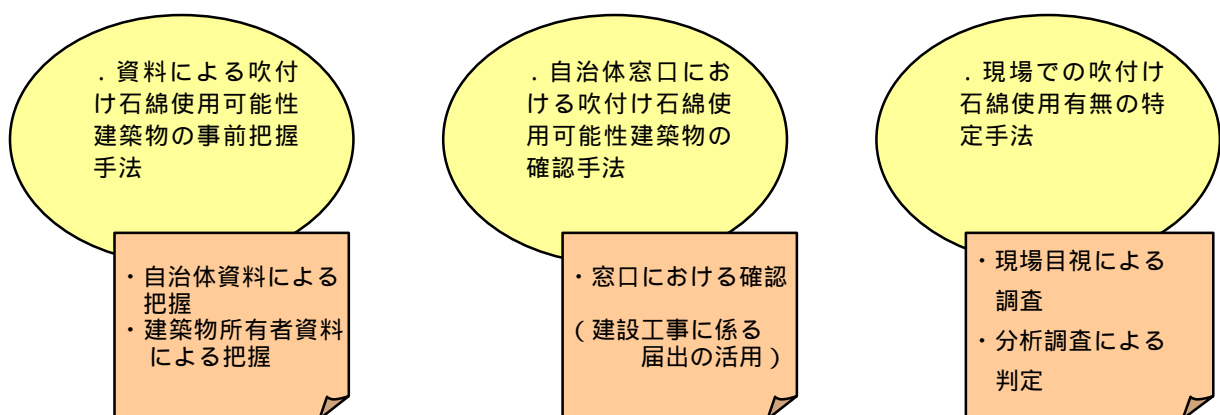 ．資料による吹付
け石綿使用可能性
建築物の事前把握
手法
・自治体資料による
把握
・建築物所有者資料
による把握
．自治体窓口にお
ける吹付け石綿使
用可能性建築物の
確認手法
・窓口における確認
（建設工事に係る
届出の活用）
．現場での吹付け
石綿使用有無の特
定手法
・現場目視による
調査
・分析調査による
判定